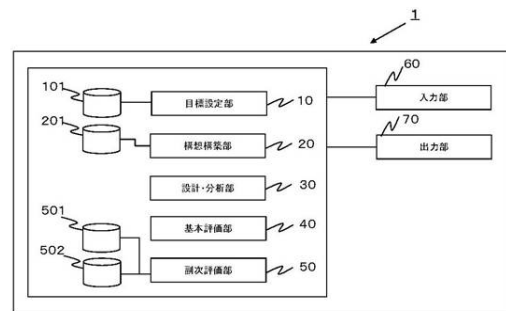 1
60
101
目標設定部
10
入力部
201
70
構想構築部
20
出力部
設計・分析部
30
501
基本評価部
40
502
副次評価部
50